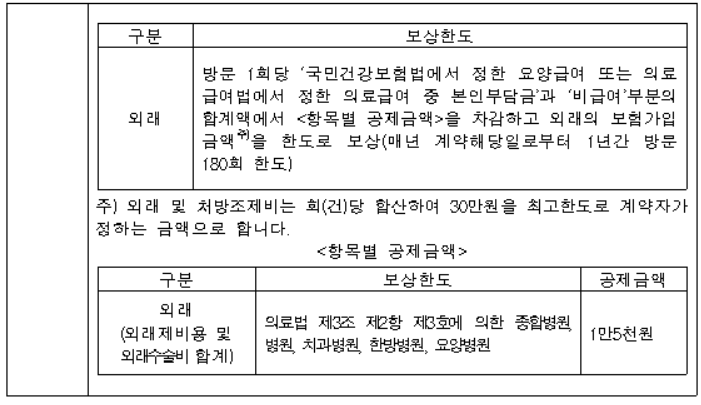 구분 보상한도
외래
방문 1회당 ‘국민건강보험법에서 정한 요양급여 또는 의료
급여법에서 정한 의료급여 중 본인부담금’과 ‘비급여’부분의
합계액에서 <항목별 공제금액>을 차감하고 외래의 보험가입
금액주)을 한도로 보상(매년 계약해당일로부터 1년간 방문
180회 한도)
주) 외래 및 처방조제비는 회(건)당 합산하여 30만원을 최고한도로 계약자가
정하는 금액으로 합니다.
<항목별 공제금액>
구분 보상한도 공제금액
외래
(외래제비용 및
외래수술비 합계)
의료법 제3조 제2항 제3호에 의한 종합병원,
병원, 치과병원, 한방병원, 요양병원
1만5천원